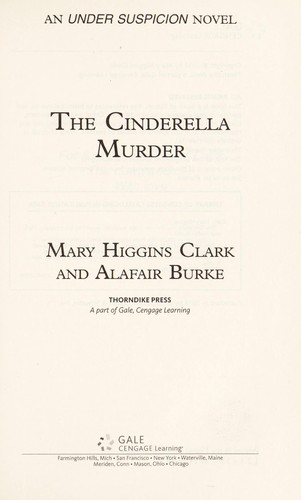 AN UNDER SUSPICION NOVEL
THE CINDERELLA
MURDER
MARY HIGGINS CLARK
AND ALAFAIR BURKE
THORNDIKE PRESS
A part of Gale, Cengage Learning
GALE
CENGAGE Learning®
Farmington Hills, Mich • San Francisco • New York • Waterville, Maine
Meriden, Conn • Mason, Ohio • Chicago